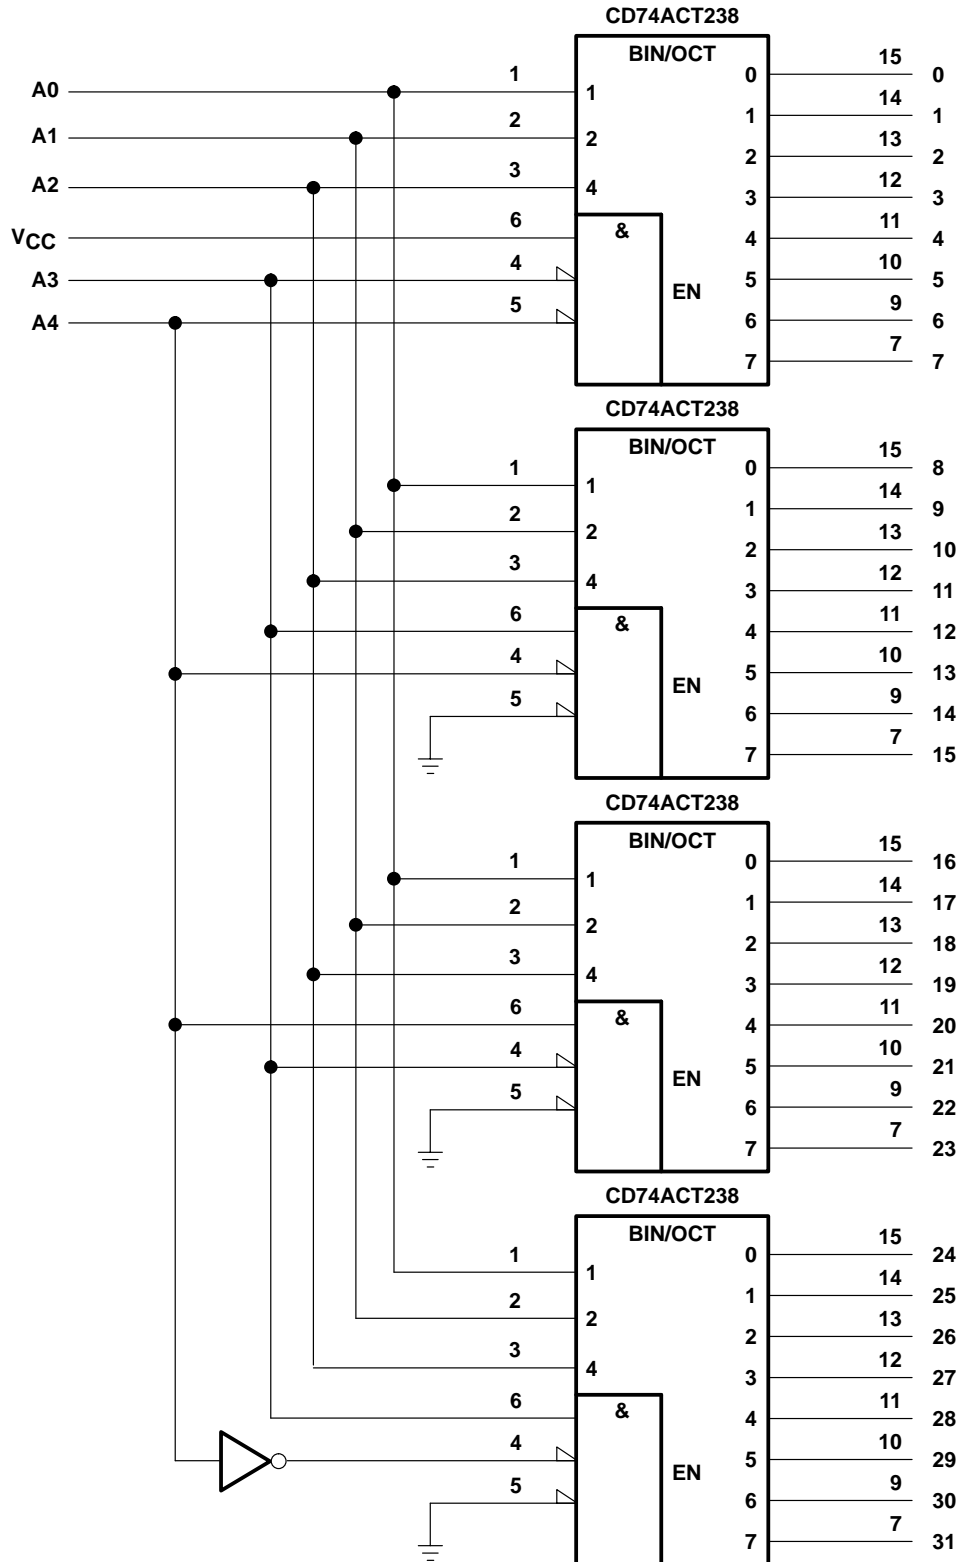 CD74ACT238
BIN/OCT
A0 1 1 0 15 0
A1 2 2 1 14 1
2 13 2
A2 3 4 3 12 3
VCC 6 & 4 11 4
A3 4 EN 5 10 5
A4 5 6 9 6
7 7 7
CD74ACT238
BIN/OCT
1 1 0 15 8
2 2 1 14 9
2 13 10
3 4 3 12 11
6 & 4 11 12
4 EN 5 10 13
5 6 9 14
7 7 15
CD74ACT238
BIN/OCT
1 1 0 15 16
2 2 1 14 17
2 13 18
3 4 3 12 19
6 & 4 11 20
4 EN 5 10 21
5 6 9 22
7 7 23
CD74ACT238
BIN/OCT
1 1 0 15 24
2 2 1 14 25
2 13 26
3 4 3 12 27
6 & 4 11 28
4 EN 5 10 29
5 6 9 30
7 7 31